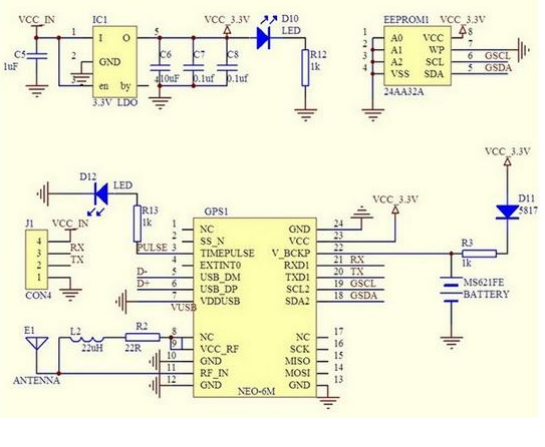 VCC_IN
IC1
VCC_3.3V
D10
LED
EEPROM1
VCC_3.3V
C5
1uF
1
I
O
5
2
GND
3
en
by
4
3.3V LDO
C6
10uF
C7
0.1uf
C8
0.1uf
R12
1k
1
A0
VCC
8
2
A1
WP
7
3
A2
SCL
6
GSCL
4
VSS
SDA
5
GSDA
24AA32A
VCC_3.3V
D12
LED
GPS1
VCC_3.3V
D11
5817
J1
VCC_IN
R13
1k
4
3
RX
2
TX
1
CON4
1
NC
GND
24
2
SS_N
VCC
23
PULSE
3
TIMEPULSE
V_BCKP
22
4
EXTINT0
RXD1
21
RX
D-
5
USB_DM
TXD1
20
TX
D+
6
USB_DP
SCL2
19
GSCL
7
VDDUSB
SDA2
18
GSDA
VUSB
R3
1k
MS621FE
BATTERY
E1
L2
22uH
R2
22R
8
NC
NC
17
9
VCC_RF
SCK
16
10
GND
MISO
15
11
RF_IN
MOSI
14
12
GND
GND
13
ANTENNA
NEO-6M